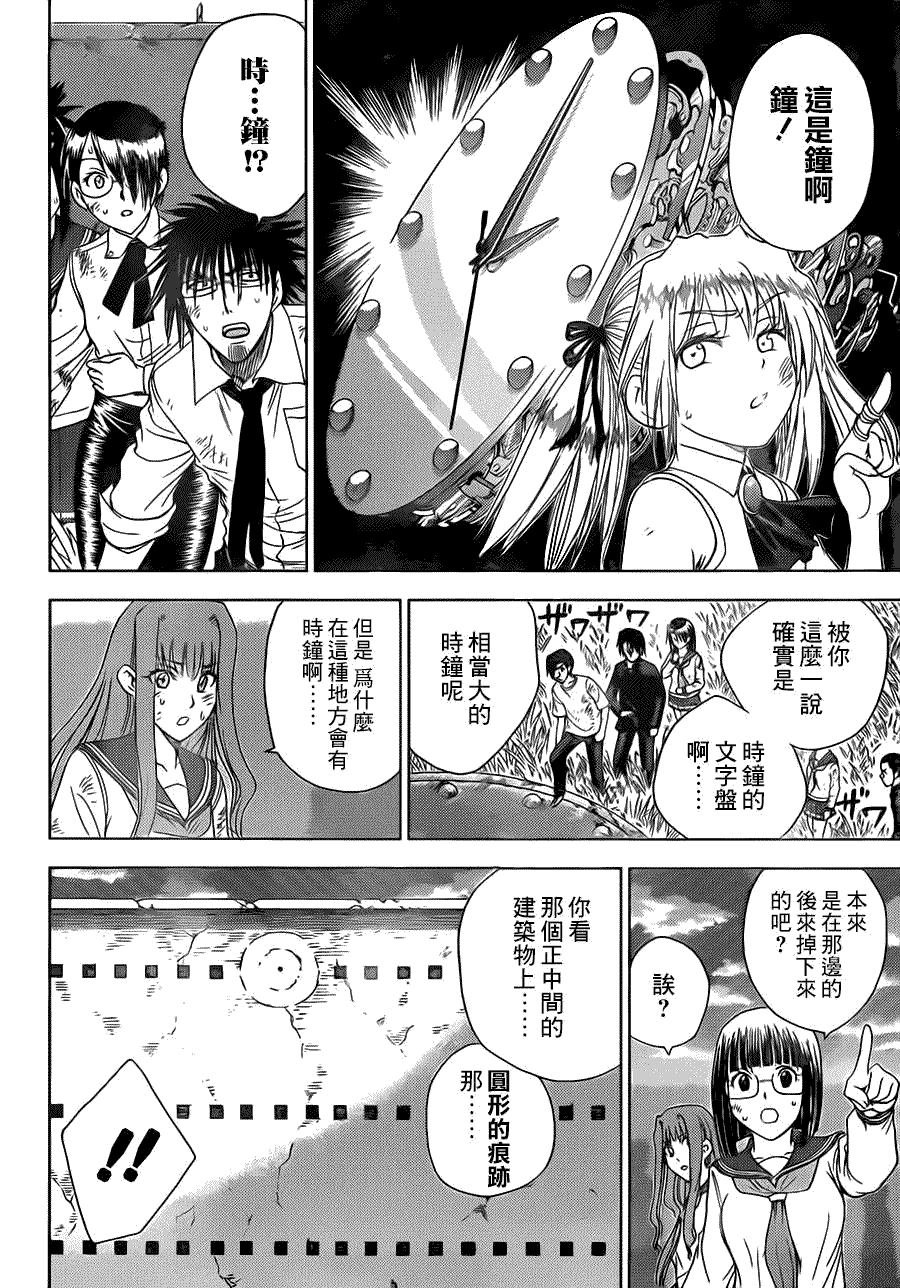 這是鐘啊
鐘！
時…鐘!?
被你
這麼一說
確實是
時鐘的
文字盤
啊……
ザワ
ザワ
ザワ
相當大的
時鐘呢
但是 爲什麼
在這種地方會有
時鐘啊……
本來
是在那邊的
後來掉下來
的吧？
誒？
你看
那個正中間的
建築物上……
圓形的痕跡
那……
!!